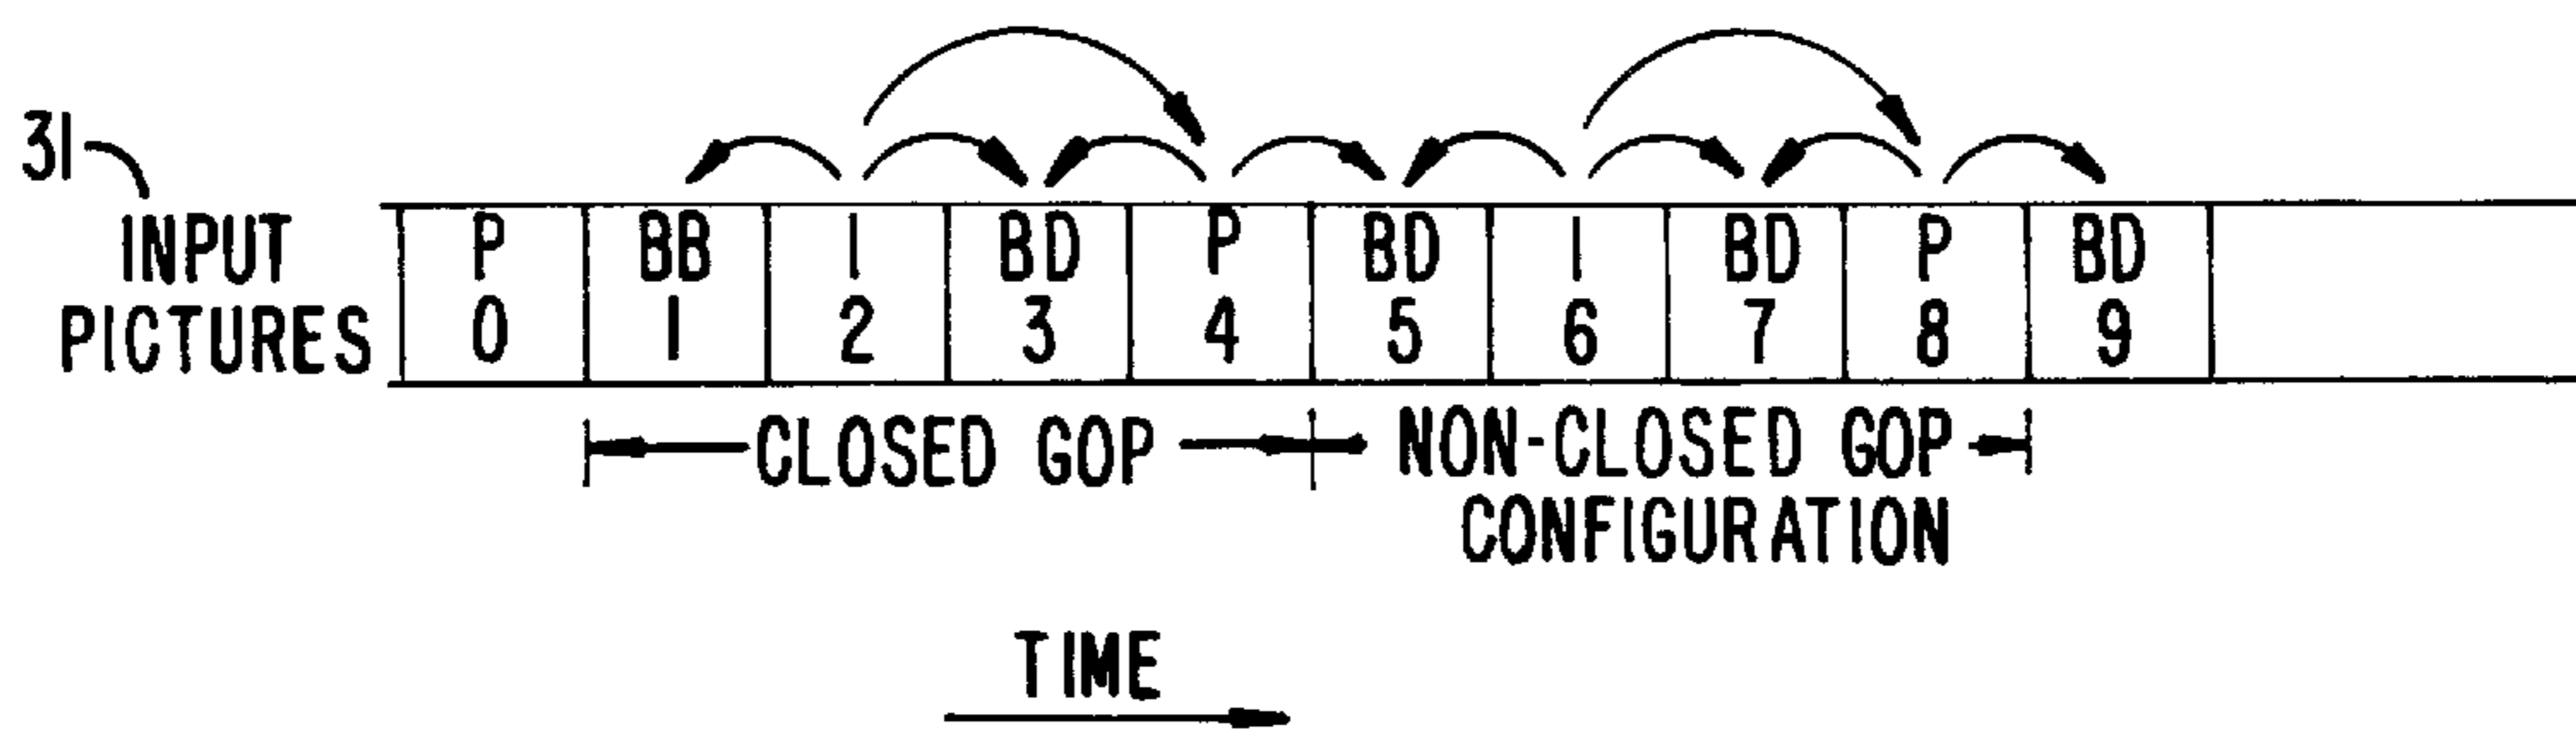 31
INPUT PICTURES
P BB I BD P BD I BD P BD
0 1 2 3 4 5 6 7 8 9
CLOSED GOP NON-CLOSED GOP
CONFIGURATION
TIME